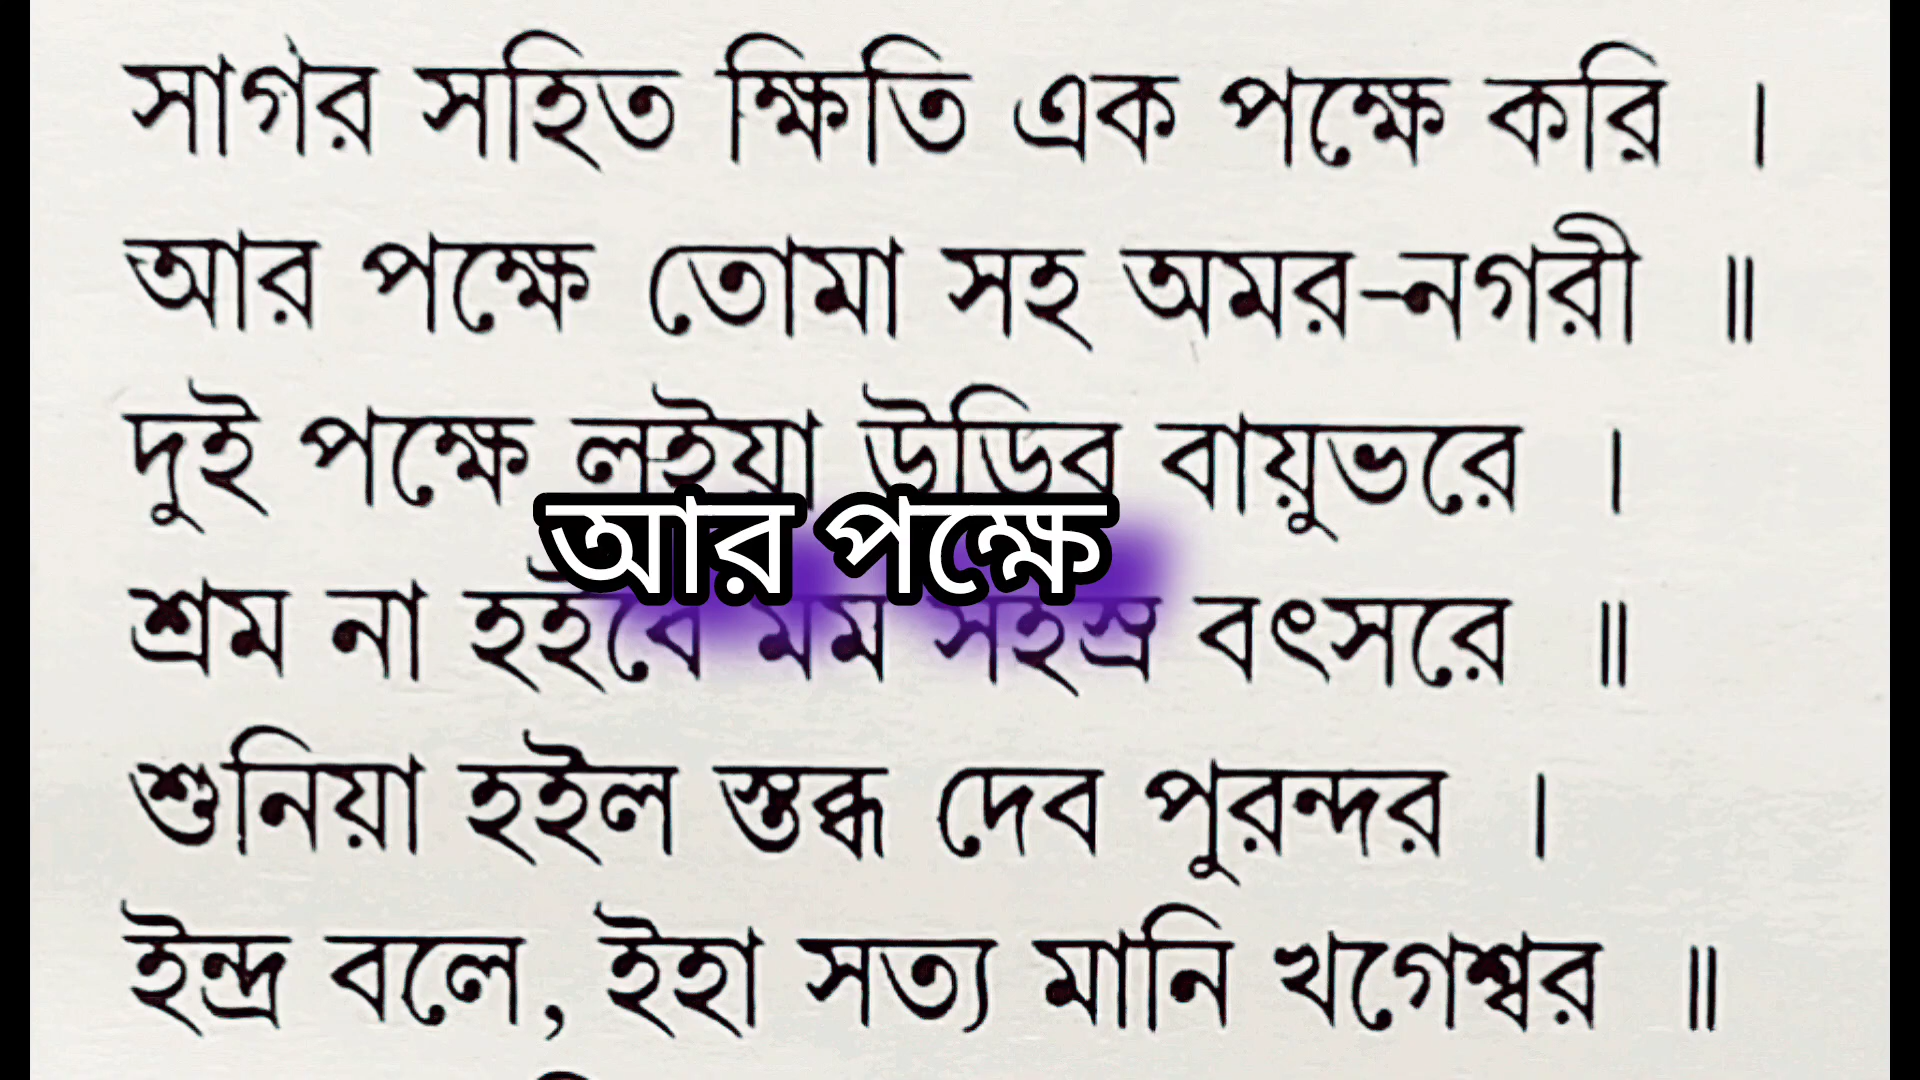 সাগর সহিত ক্ষিতি এক পক্ষে করি ।
আর পক্ষে তোমা সহ অমর-নগরী ॥
দুই পক্ষে লইয়া উড়িব বায়ুভরে ।
আর পক্ষে
শ্রম না হইবে মম সহস্র বৎসরে ॥
শুনিয়া হইল স্তব্ধ দেব পুরন্দর ।
ইন্দ্র বলে, ইহা সত্য মানি খগেশ্বর ॥